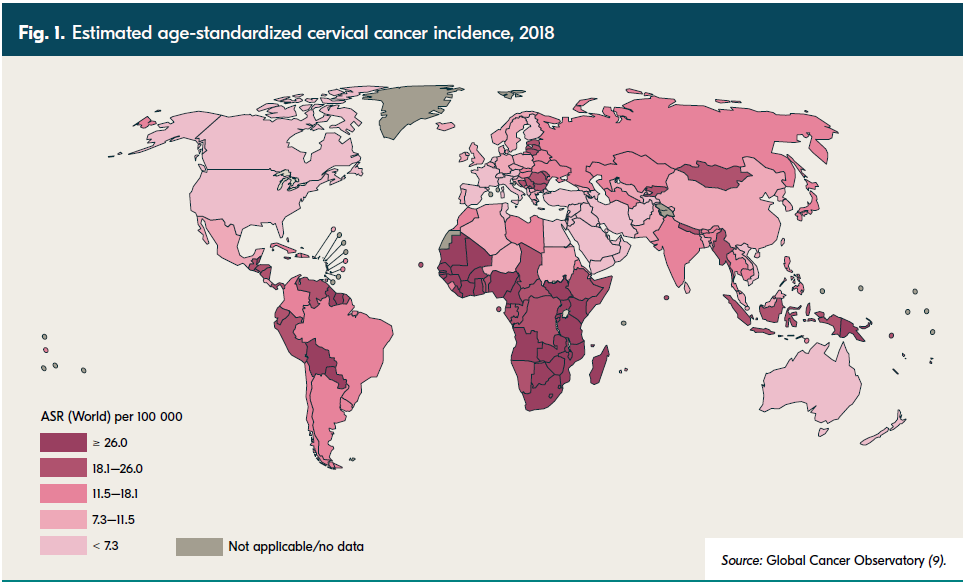 Fig. 1. Estimated age-standardized cervical cancer incidence, 2018
ASR (World) per 100 000
≥ 26.0
18.1–26.0
11.5–18.1
7.3–11.5
< 7.3
Not applicable/no data
Source: Global Cancer Observatory (9).